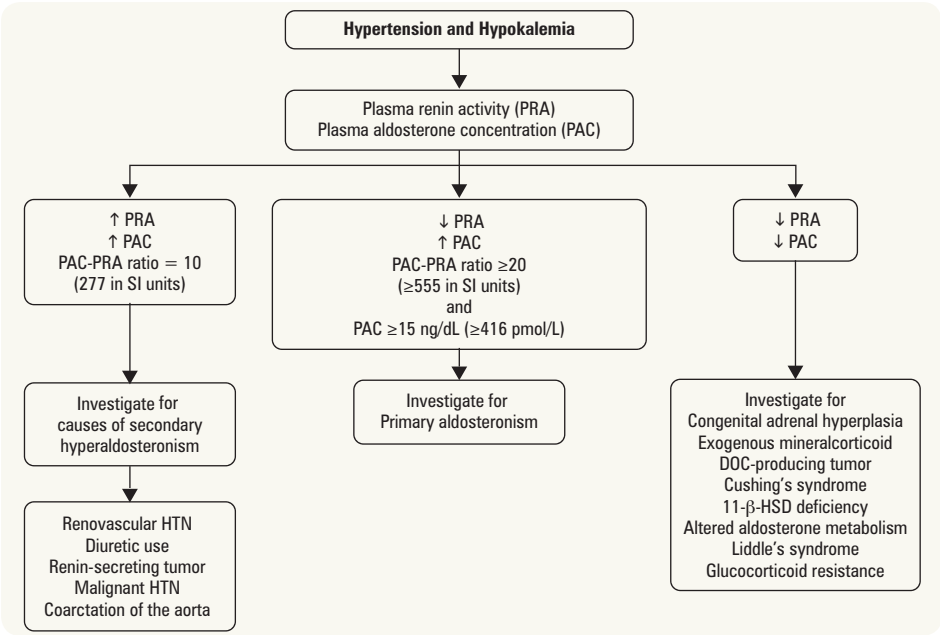 Hypertension and Hypokalemia
Plasma renin activity (PRA)
Plasma aldosterone concentration (PAC)
↑ PRA
↑ PAC
PAC-PRA ratio = 10
(277 in SI units)
↓ PRA
↑ PAC
PAC-PRA ratio ≥20
(≥555 in SI units)
and
PAC ≥15 ng/dL (≥416 pmol/L)
↓ PRA
↓ PAC
Investigate for
causes of secondary
hyperaldosteronism
Investigate for
Primary aldosteronism
Investigate for
Congenital adrenal hyperplasia
Exogenous mineralcorticoid
DOC-producing tumor
Cushing's syndrome
11-β-HSD deficiency
Altered aldosterone metabolism
Liddle's syndrome
Glucocorticoid resistance
Renovascular HTN
Diuretic use
Renin-secreting tumor
Malignant HTN
Coarctation of the aorta